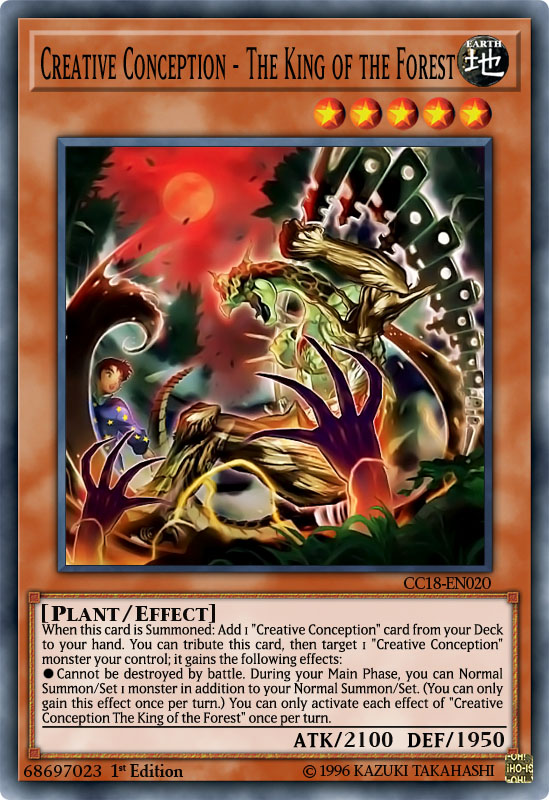 Creative Conception - The King of the Forest
EARTH
地
CC18-EN020
[Plant/Effect]
When this card is Summoned: Add 1 "Creative Conception" card from your Deck
to your hand. You can tribute this card, then target 1 "Creative Conception"
monster your control; it gains the following effects:
●Cannot be destroyed by battle. During your Main Phase, you can Normal
Summon/Set 1 monster in addition to your Normal Summon/Set. (You can only
gain this effect once per turn.) You can only activate each effect of "Creative
Conception The King of the Forest" once per turn.
ATK/2100 DEF/1950
68697023 1st Edition
© 1996 KAZUKI TAKAHASHI